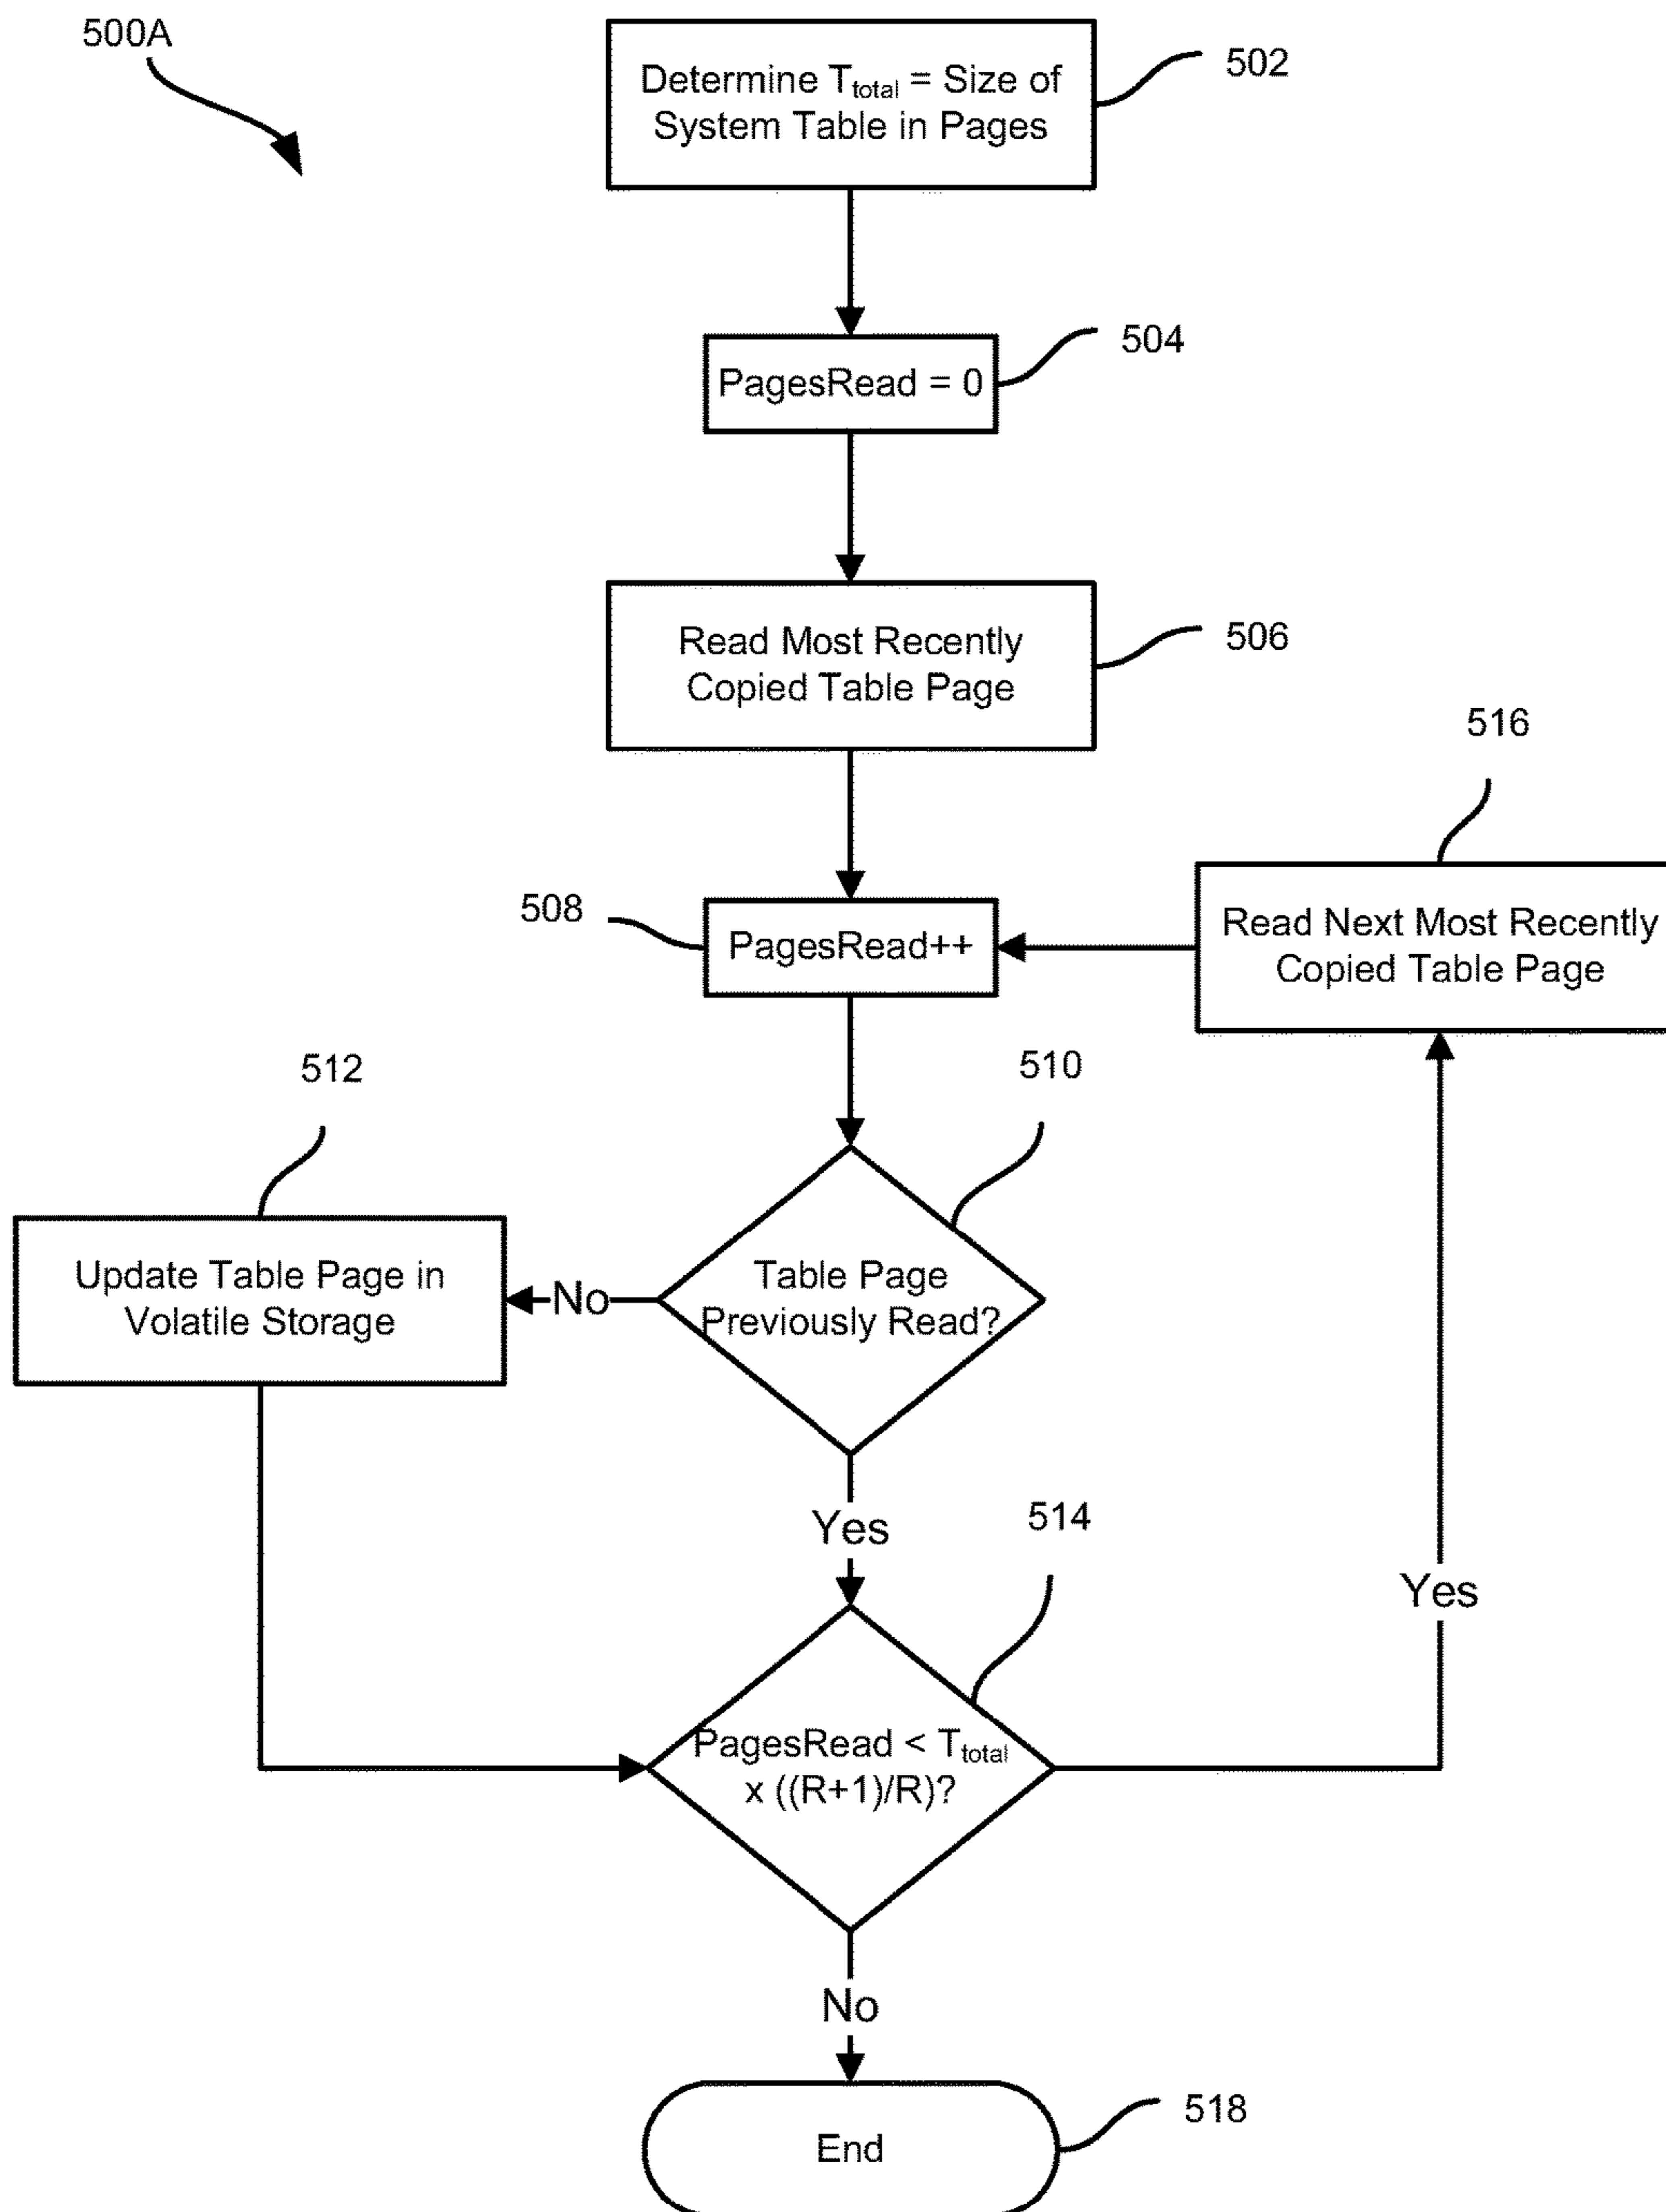 500A
Determine Ttotal = Size of
System Table in Pages
502
PagesRead = 0
504
Read Most Recently
Copied Table Page
506
516
508
PagesRead++
Read Next Most Recently
Copied Table Page
512
510
Update Table Page in
Volatile Storage
No
Table Page
Previously Read?
Yes
514
Yes
PagesRead < Ttotal
x ((R+1)/R)?
No
End
518